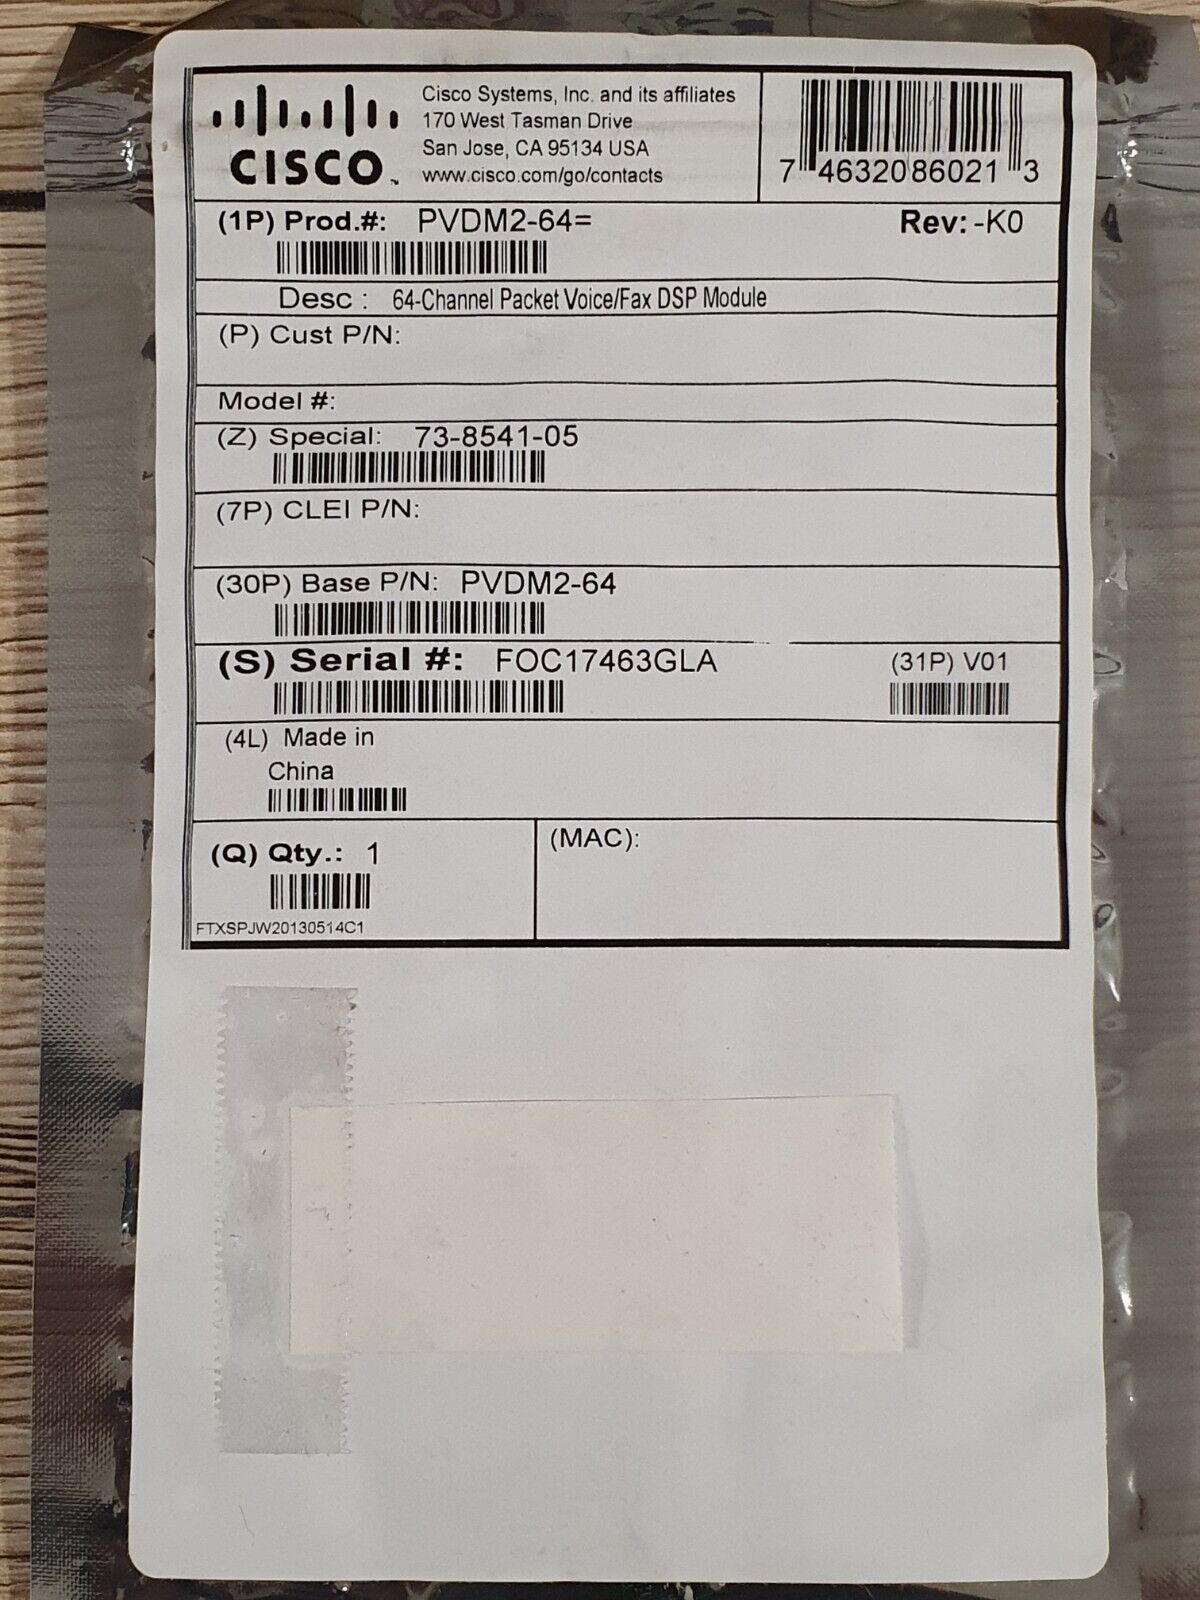 CISCO™
Cisco Systems, Inc. and its affiliates
170 West Tasman Drive
San Jose, CA 95134 USA
www.cisco.com/go/contacts
7 4632086021 3
(1P) Prod.#: PVDM2-64=
Rev: -K0
Desc : 64-Channel Packet Voice/Fax DSP Module
(P) Cust P/N:
Model #:
(Z) Special: 73-8541-05
(7P) CLEI P/N:
(30P) Base P/N: PVDM2-64
(S) Serial #: FOC17463GLA
(31P) V01
(4L) Made in
China
(Q) Qty.: 1
(MAC):
FTXSPJW20130514C1